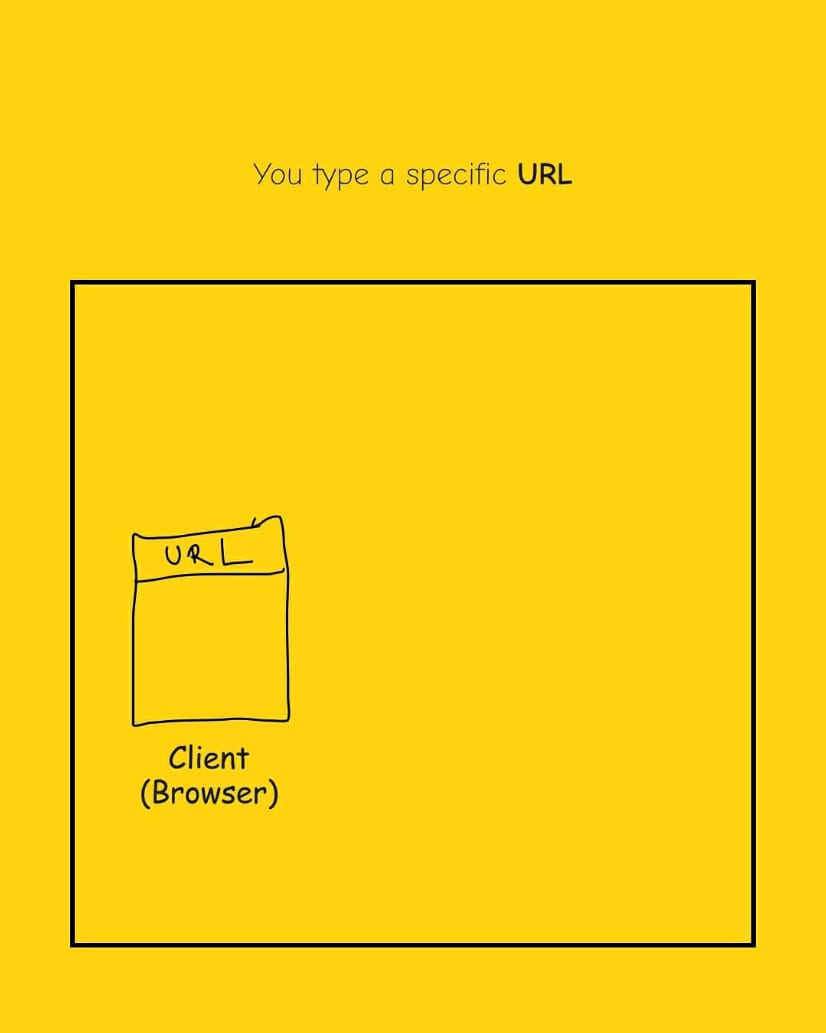 You type a specific URL
URL
Client
(Browser)